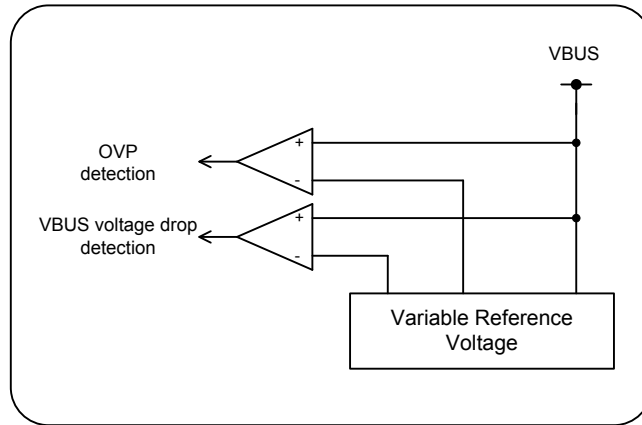 VBUS
OVP
detection
+
-
VBUS voltage drop
detection
+
-
Variable Reference
Voltage